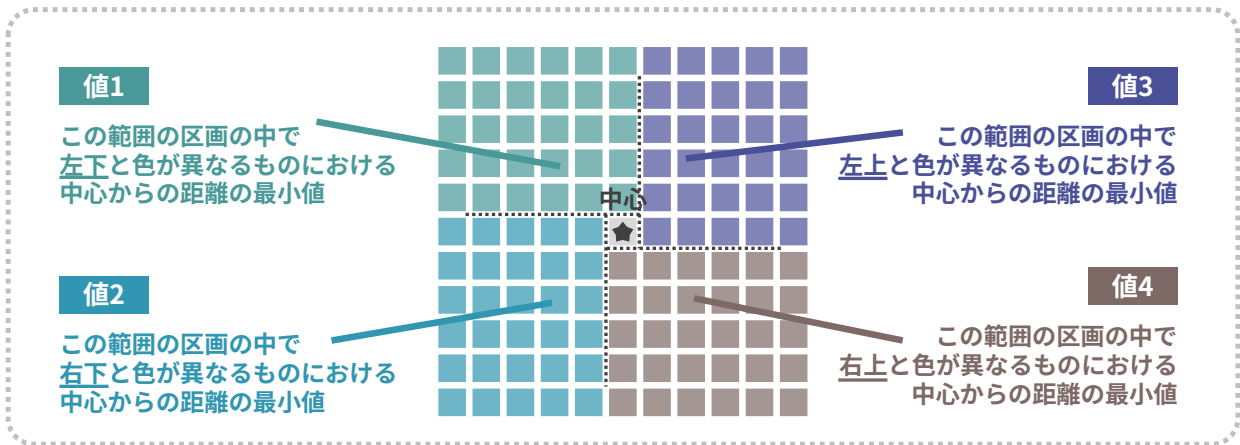 値1
この範囲の区画の中で
左下と色が異なるものにおける
中心からの距離の最小値
値2
この範囲の区画の中で
右下と色が異なるものにおける
中心からの距離の最小値
中心
値3
この範囲の区画の中で
左上と色が異なるものにおける
中心からの距離の最小値
値4
この範囲の区画の中で
右上と色が異なるものにおける
中心からの距離の最小値